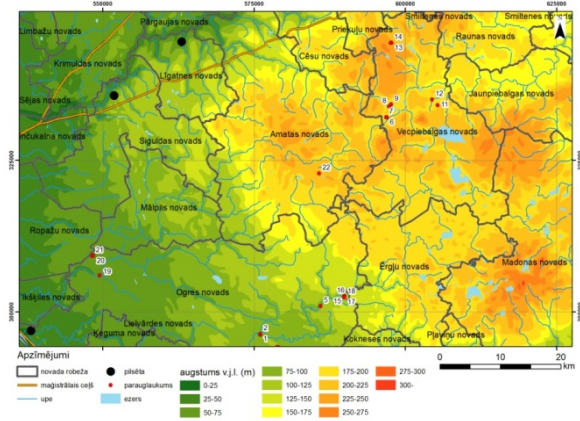 550000 575000 600000 625000
Limbažu novads
Pārgaujas novads
Priekuļu novads
Smiltenes novads
Smiltenes novads
Raunas novads
Krimuldas novads
Līgatnes novads
Cēsu novads
14
13
Sējas novads
Jaunpiebalgas novads
8 9
7
6
12
11
Inčukalna novads
Siguldas novads
Amatas novads
Vecpiebalgas novads
325000 325000
22
Mālpils novads
Ropažu novads
21
20
19
Ērgļu novads
Madonas novads
Ikšķiles novads
Ogres novads
16 18
15 17
5
300000 300000
Lielvārdes novads
Ķeguma novads
2
1
Kokneses novads
Pļaviņu novads
Apzīmējumi
novada robeža
maģistrālais ceļš
upe
pilsēta
parauglaukums
ezers
augstums v.j.l. (m)
0-25
25-50
50-75
75-100
100-125
125-150
150-175
175-200
200-225
225-250
250-275
275-300
300-
0 10 20
km